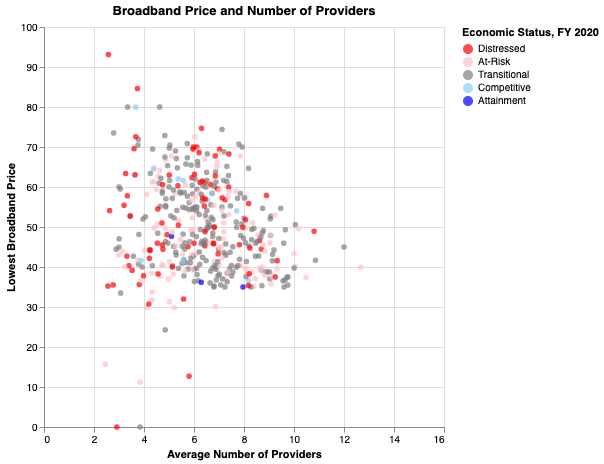 Broadband Price and Number of Providers
Economic Status, FY 2020
Distressed
At-Risk
Transitional
Competitive
Attainment
Lowest Broadband Price
100
90
80
70
60
50
40
30
20
10
0
0 2 4 6 8 10 12 14 16
Average Number of Providers